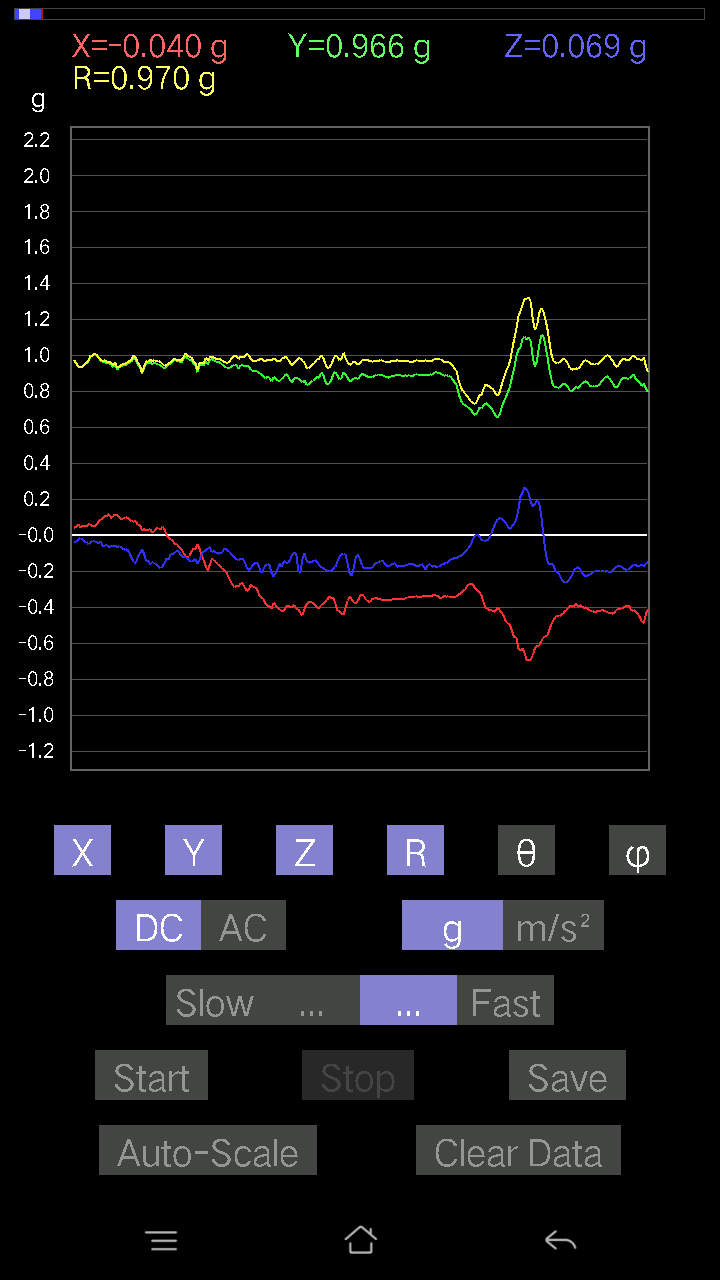 X=-0.040 g Y=0.966 g Z=0.069 g
R=0.970 g
g
2.2
2.0
1.8
1.6
1.4
1.2
1.0
0.8
0.6
0.4
0.2
-0.0
-0.2
-0.4
-0.6
-0.8
-1.0
-1.2
X Y Z R θ φ
DC AC g m/s²
Slow ... ... Fast
Start Stop Save
Auto-Scale Clear Data